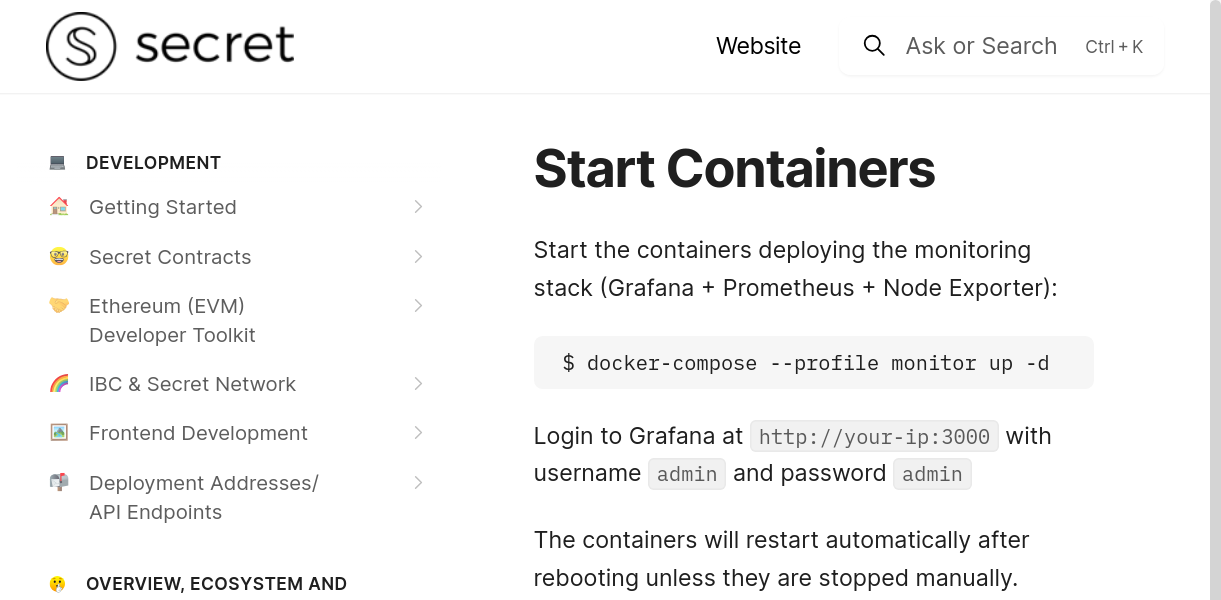 secret
Website
Ask or Search
Ctrl + K
DEVELOPMENT
Getting Started
Secret Contracts
Ethereum (EVM)
Developer Toolkit
IBC & Secret Network
Frontend Development
Deployment Addresses/
API Endpoints
OVERVIEW, ECOSYSTEM AND
Start Containers
Start the containers deploying the monitoring
stack (Grafana + Prometheus + Node Exporter):
$ docker-compose --profile monitor up -d
Login to Grafana at http://your-ip:3000 with
username admin and password admin
The containers will restart automatically after
rebooting unless they are stopped manually.